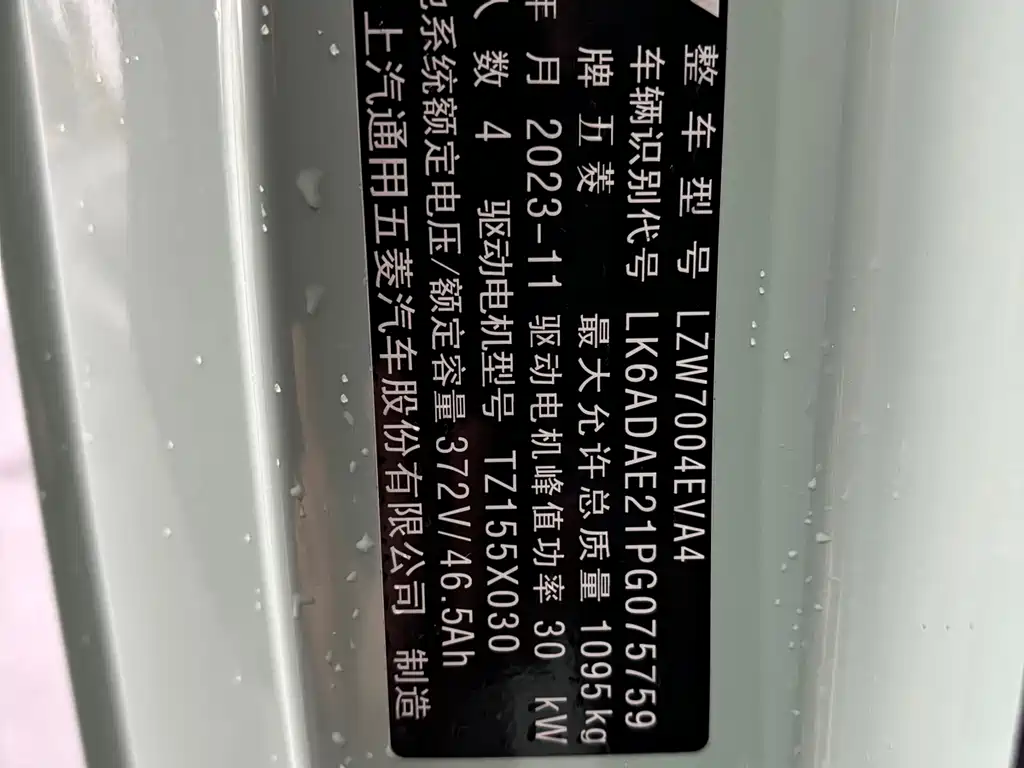 整车型号 LZW7004EVA4
车辆识别代号 LK6ADAE21PG075759
牌 五菱 最大允许总质量 1095kg
年月 2023-11 驱动电机峰值功率 30 kW
人数 4 驱动电机型号 TZ155X030
电系统额定电压/额定容量 372V/46.5Ah
上汽通用五菱汽车股份有限公司 制造